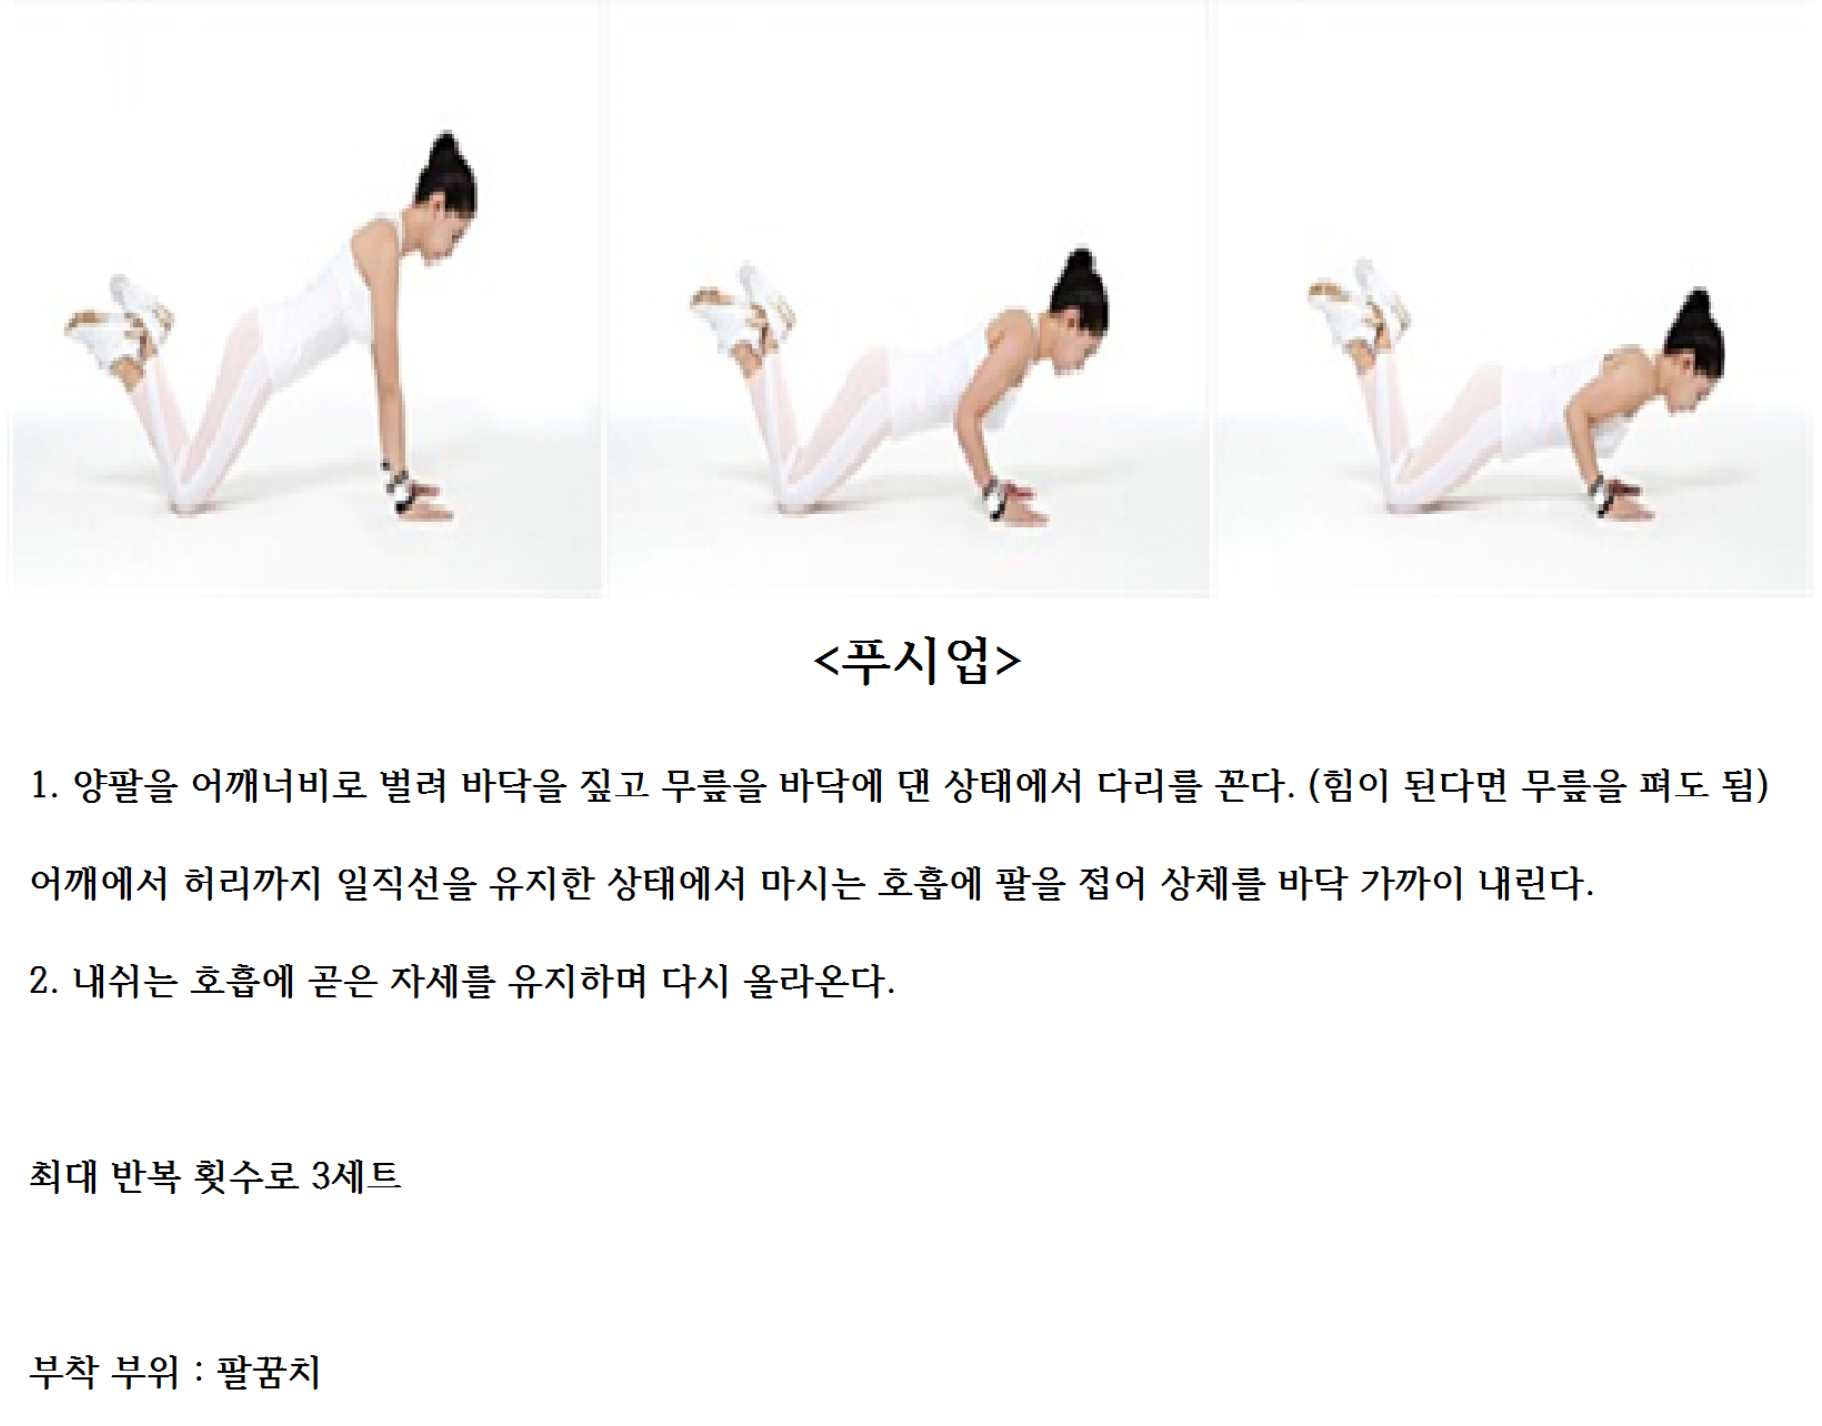 <푸시업>
1. 양팔을 어깨너비로 벌려 바닥을 짚고 무릎을 바닥에 댄 상태에서 다리를 꼰다. (힘이 된다면 무릎을 펴도 됨)
어깨에서 허리까지 일직선을 유지한 상태에서 마시는 호흡에 팔을 접어 상체를 바닥 가까이 내린다.
2. 내쉬는 호흡에 곧은 자세를 유지하며 다시 올라온다.
최대 반복 횟수로 3세트
부착 부위 : 팔꿈치